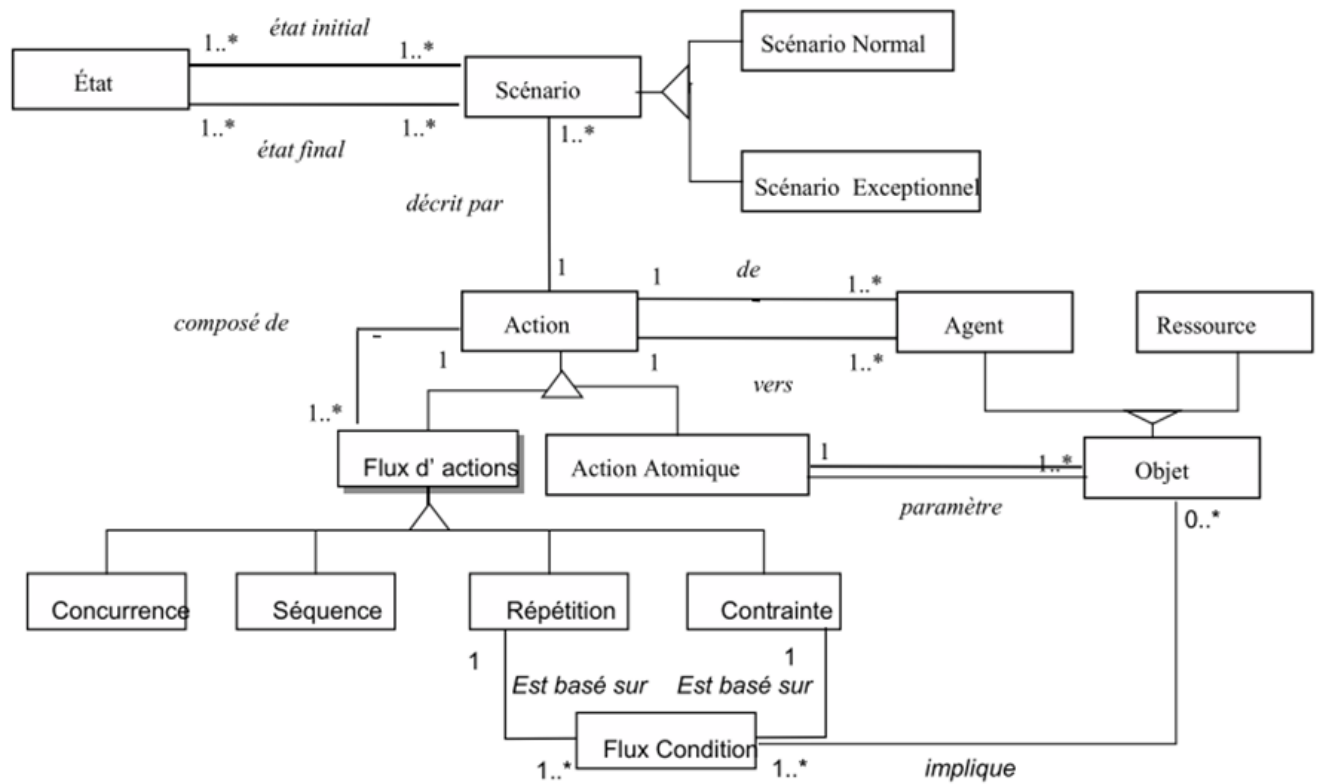 état initial
Scénario Normal
1..*
1..*
État
Scénario
1..*
1..*
1..*
état final
Scénario Exceptionnel
décrit par
1
1
de
1..*
composé de
Action
Agent
Ressource
1
1
1..*
vers
1..*
Flux d' actions
Action Atomique
1
1..*
Objet
paramètre
0..*
Concurrence
Séquence
Répétition
Contrainte
1
1
Est basé sur
Est basé sur
Flux Condition
1..*
1..*
implique